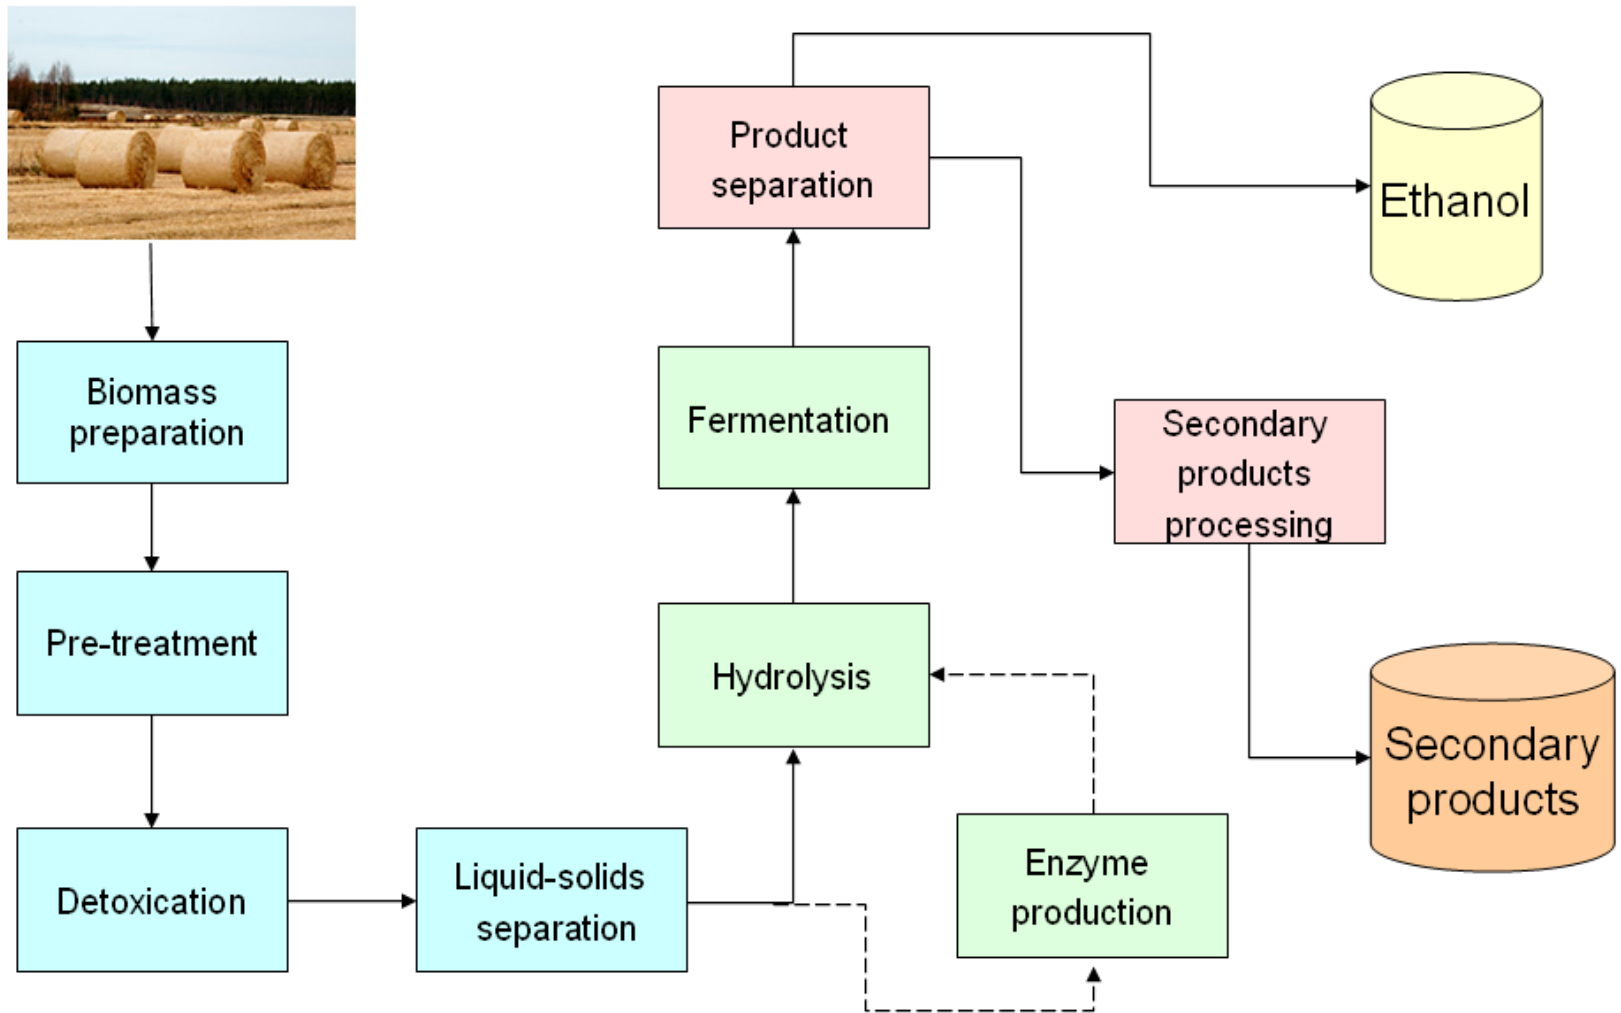 Biomass
preparation
Pre-treatment
Detoxication
Liquid-solids
separation
Hydrolysis
Enzyme
production
Fermentation
Product
separation
Ethanol
Secondary
products
processing
Secondary
products